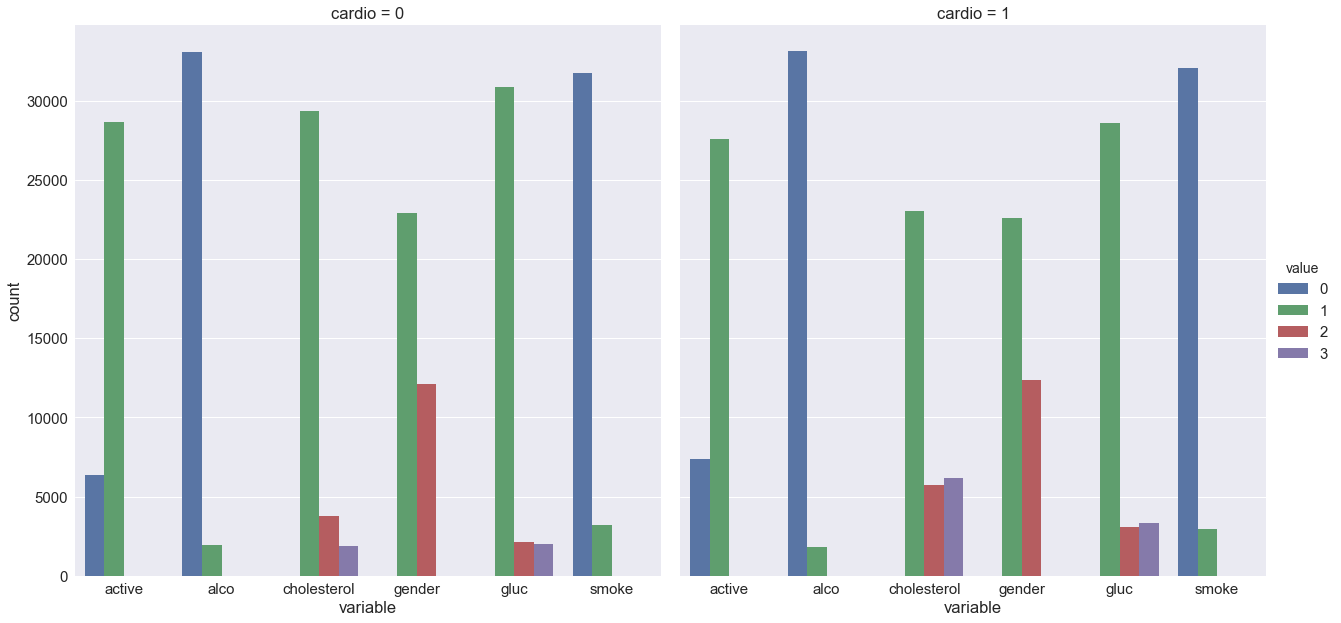 cardio = 0
cardio = 1
30000
25000
20000
15000
10000
5000
0
count
active alco cholesterol gender gluc smoke
variable
active alco cholesterol gender gluc smoke
variable
value
0
1
2
3